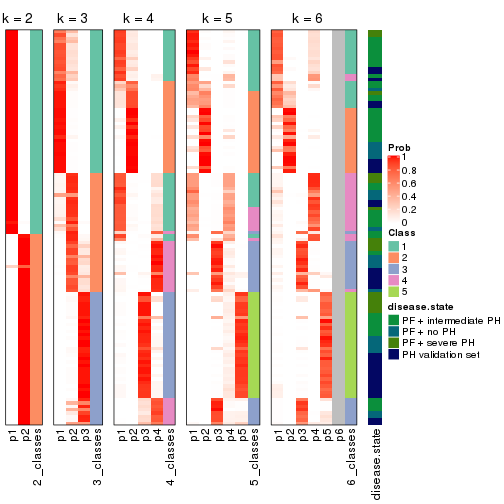 k = 2
k = 3
k = 4
k = 5
k = 6
Prob
1
0.8
0.6
0.4
0.2
0
Class
1
2
3
4
5
disease.state
PF + intermediate PH
PF + no PH
PF + severe PH
PH validation set
p1
p2
2_classes
p1
p2
p3
3_classes
p1
p2
p3
p4
4_classes
p1
p2
p3
p4
p5
5_classes
p1
p2
p3
p4
p5
p6
6_classes
disease.state